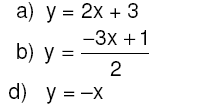 a) y = 2x + 3
b) y = –3x + 1 / 2
d) y = –x